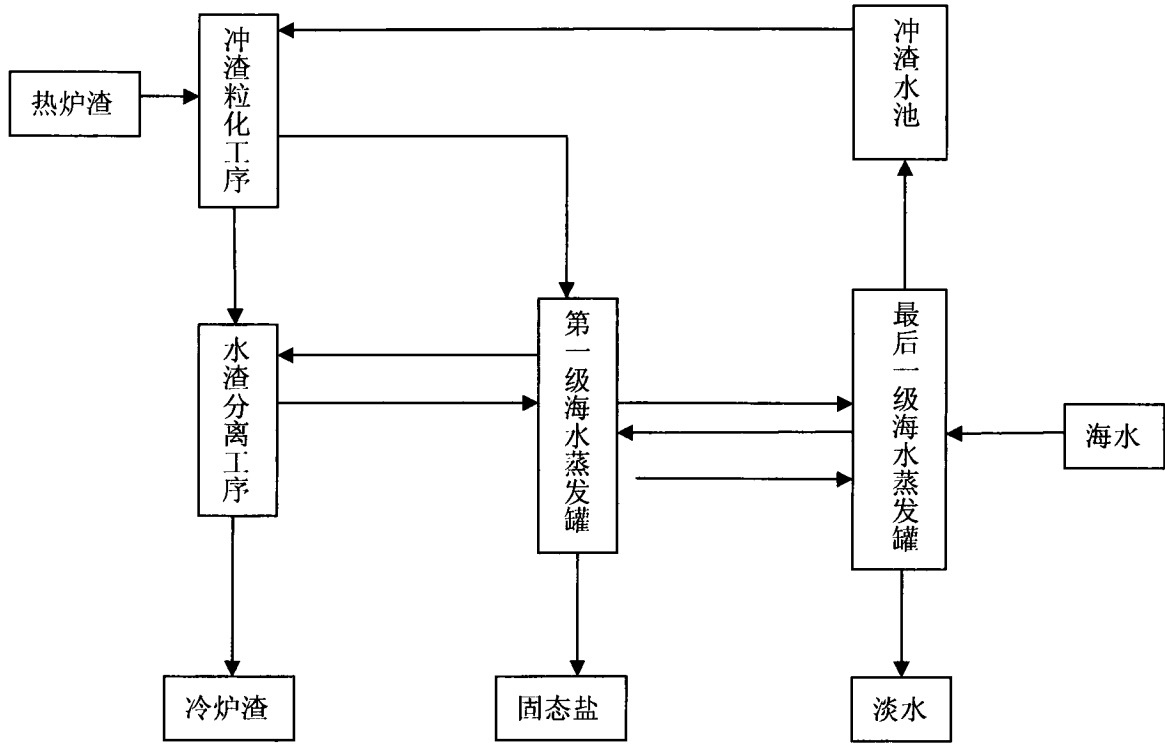 热炉渣
冲渣粒化工序
冲渣水池
水渣分离工序
第一级海水蒸发罐
最后一级海水蒸发罐
海水
冷炉渣
固态盐
淡水